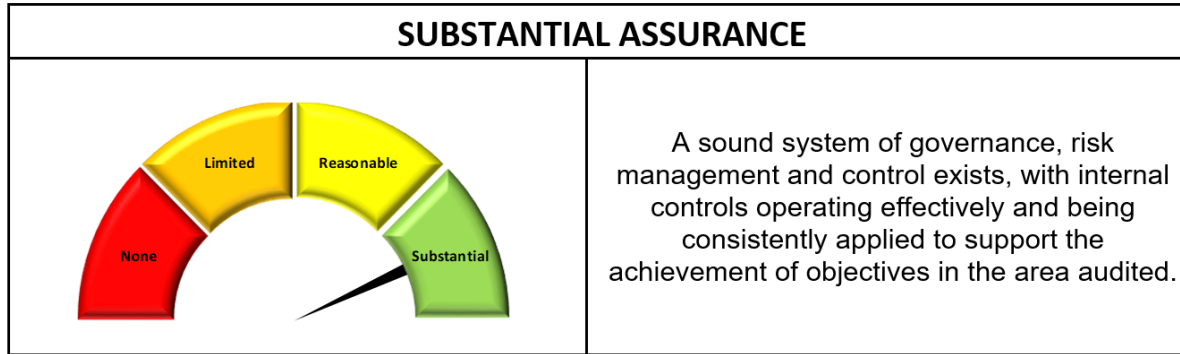 SUBSTANTIAL ASSURANCE
Limited
Reasonable
None
Substantial
A sound system of governance, risk
management and control exists, with internal
controls operating effectively and being
consistently applied to support the
achievement of objectives in the area audited.